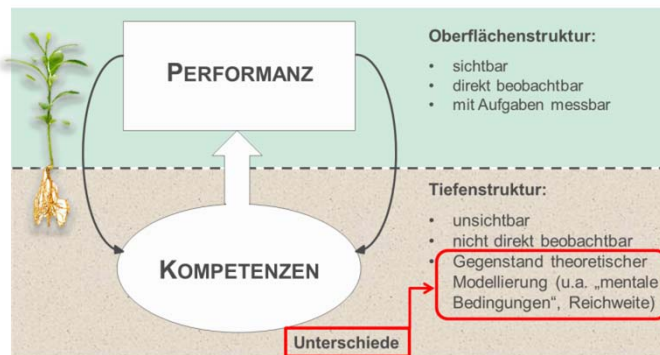 PERFORMANZ
Oberflächenstruktur:
• sichtbar
• direkt beobachtbar
• mit Aufgaben messbar
KOMPETENZEN
Tiefenstruktur:
• unsichtbar
• nicht direkt beobachtbar
• Gegenstand theoretischer
Modellierung (u.a. „mentale
Bedingungen“, Reichweite)
Unterschiede